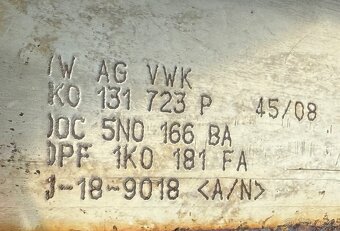 VW AG VWK
1K0 131 723 P 45/08
DOC 5N0 166 BA
DPF 1K0 181 FA
J-18-9018 <A/N>